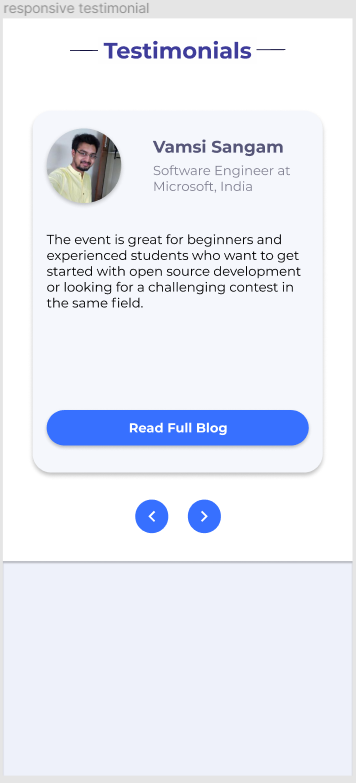 responsive testimonial
Testimonials
Vamsi Sangam
Software Engineer at
Microsoft, India
The event is great for beginners and
experienced students who want to get
started with open source development
or looking for a challenging contest in
the same field.
Read Full Blog